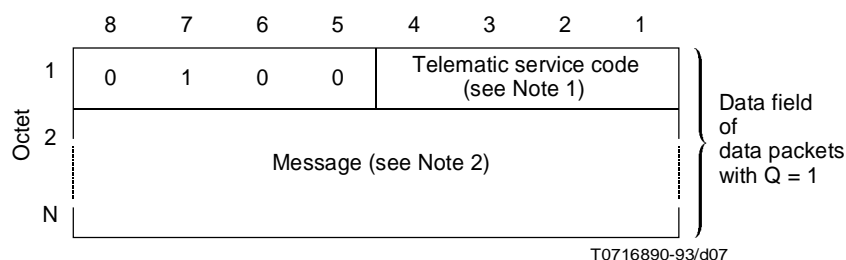 8 7 6 5 4 3 2 1
1 0 1 0 0 Telematic service code
(see Note 1)
Octet
2
Message (see Note 2)
N
Data field
of
data packets
with Q = 1
T0716890-93/d07